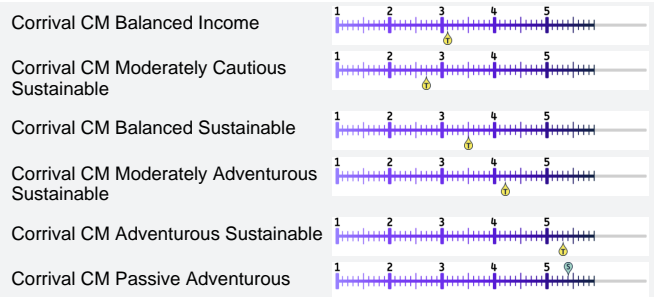 Corrival CM Balanced Income
1 2 3 4 5
T
Corrival CM Moderately Cautious
Sustainable
1 2 3 4 5
T
Corrival CM Balanced Sustainable
1 2 3 4 5
T
Corrival CM Moderately Adventurous
Sustainable
1 2 3 4 5
T
Corrival CM Adventurous Sustainable
1 2 3 4 5
T
Corrival CM Passive Adventurous
1 2 3 4 5
S